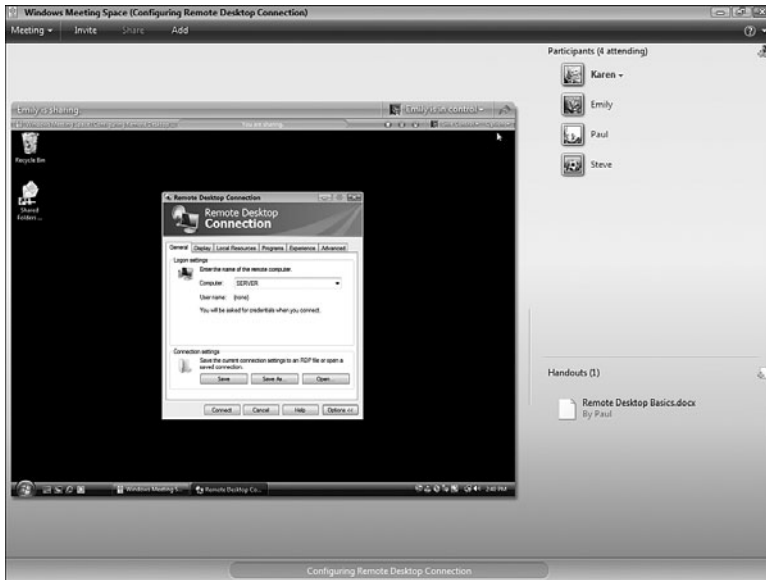 Windows Meeting Space (Configuring Remote Desktop Connection)
Meeting Invite Share Add
Participants (4 attending)
Karen
Emily
Paul
Steve
Emily is sharing
Emily is in control
You are sharing
Recycle Bin
Shared
Folders ...
Remote Desktop Connection
Remote Desktop
Connection
General Display Local Resources Programs Experience Advanced
Logon settings
Enter the name of the remote computer.
Computer: SERVER
User name: (none)
You will be asked for credentials when you connect.
Connection settings
Save the current connection settings to an RDP file or open a
saved connection.
Save Save As... Open...
Connect Cancel Help Options <<
Handouts (1)
Remote Desktop Basics.docx
By Paul
Windows Meeting S... Remote Desktop Co... 2:40 PM
Configuring Remote Desktop Connection